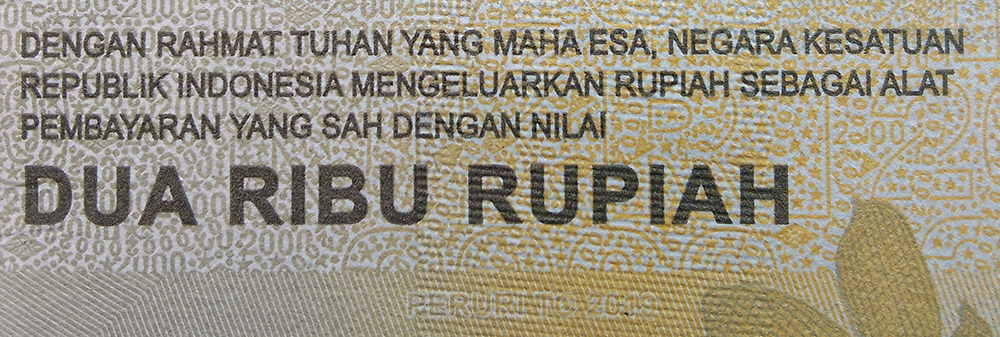 DENGAN RAHMAT TUHAN YANG MAHA ESA, NEGARA KESATUAN
REPUBLIK INDONESIA MENGELUARKAN RUPIAH SEBAGAI ALAT
PEMBAYARAN YANG SAH DENGAN NILAI
DUA RIBU RUPIAH
PERURI TC 2019